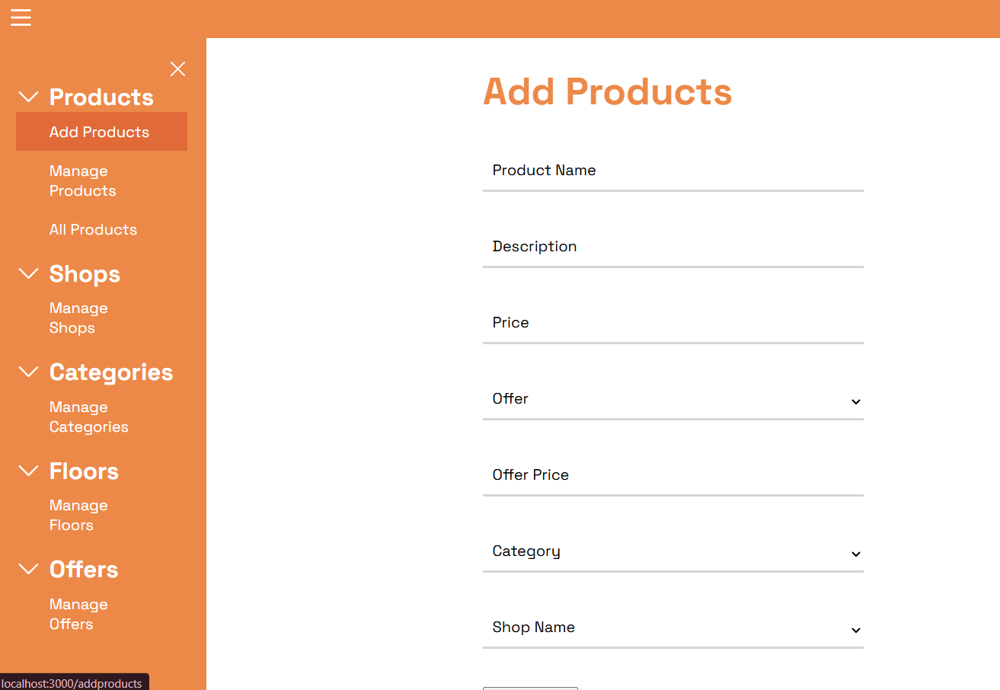 Products
Add Products
Manage
Products
All Products
Shops
Manage
Shops
Categories
Manage
Categories
Floors
Manage
Floors
Offers
Manage
Offers
Add Products
Product Name
Description
Price
Offer
Offer Price
Category
Shop Name
localhost:3000/addproducts